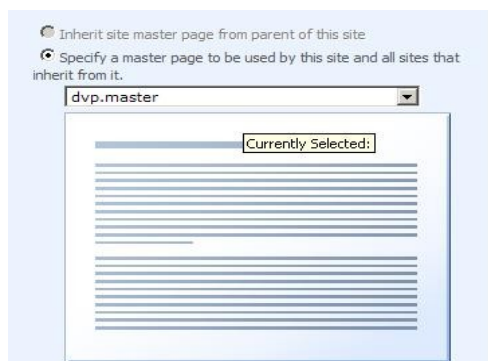 Inherit site master page from parent of this site
Specify a master page to be used by this site and all sites that
inherit from it.
dvp.master
Currently Selected: